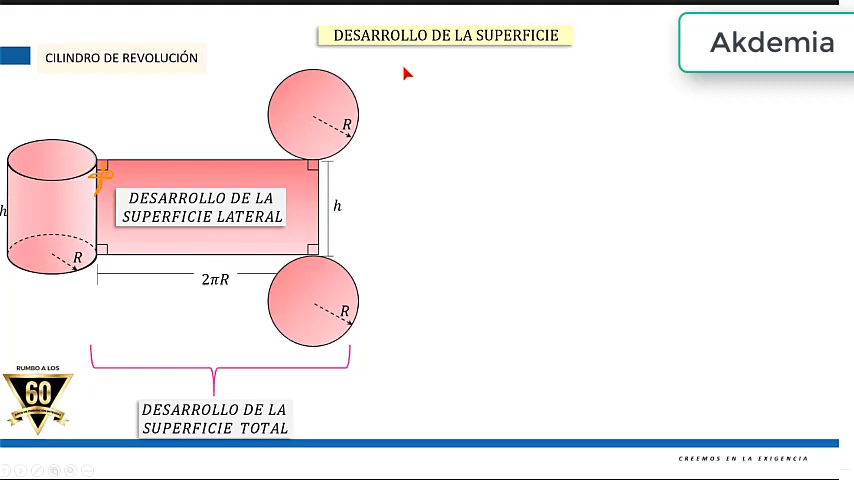 DESARROLLO DE LA SUPERFICIE
Akdemia
CILINDRO DE REVOLUCIÓN
R
h
DESARROLLO DE LA
SUPERFICIE LATERAL
h
R
2πR
R
RUMBO A LOS
60
DESARROLLO DE LA
SUPERFICIE TOTAL
CREEMOS EN LA EXIGENCIA